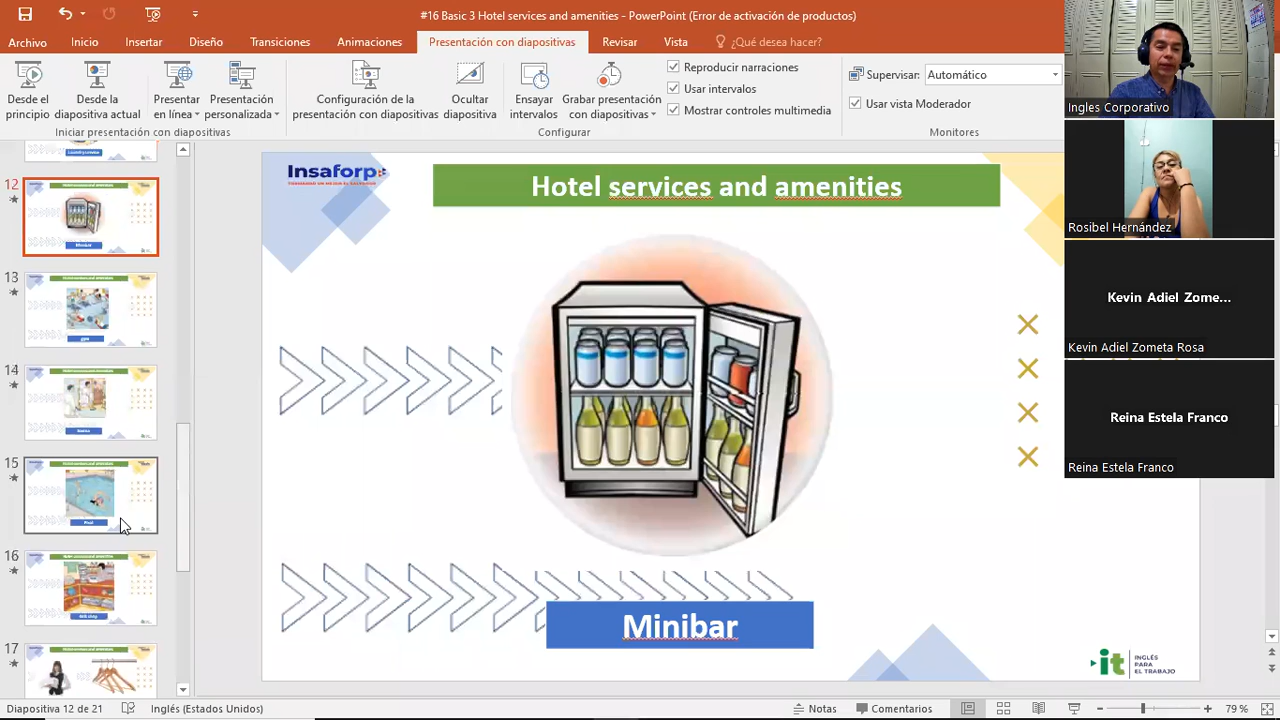 #16 Basic 3 Hotel services and amenities - PowerPoint (Error de activación de productos)
Archivo Inicio Insertar Diseño Transiciones Animaciones Presentación con diapositivas Revisar Vista ¿Qué desea hacer?
Desde el principio
Desde la diapositiva actual
Presentar en línea
Presentación personalizada
Iniciar presentación con diapositivas
Configuración de la presentación con diapositivas
Ocultar diapositiva
Ensayar intervalos
Grabar presentación con diapositivas
Reproducir narraciones
Usar intervalos
Mostrar controles multimedia
Configurar
Supervisar: Automático
Usar vista Moderador
Monitores
Ingles Corporativo
Rosibel Hernández
Kevin Adiel Zome...
Kevin Adiel Zometa Rosa
Reina Estela Franco
Reina Estela Franco
12
Minibar
13
gym
14
15
Pool
16
Gift shop
17
Insaforp
Hotel services and amenities
Minibar
it INGLÉS
PARA
EL TRABAJO
Diapositiva 12 de 21 Inglés (Estados Unidos) Notas Comentarios 79 %